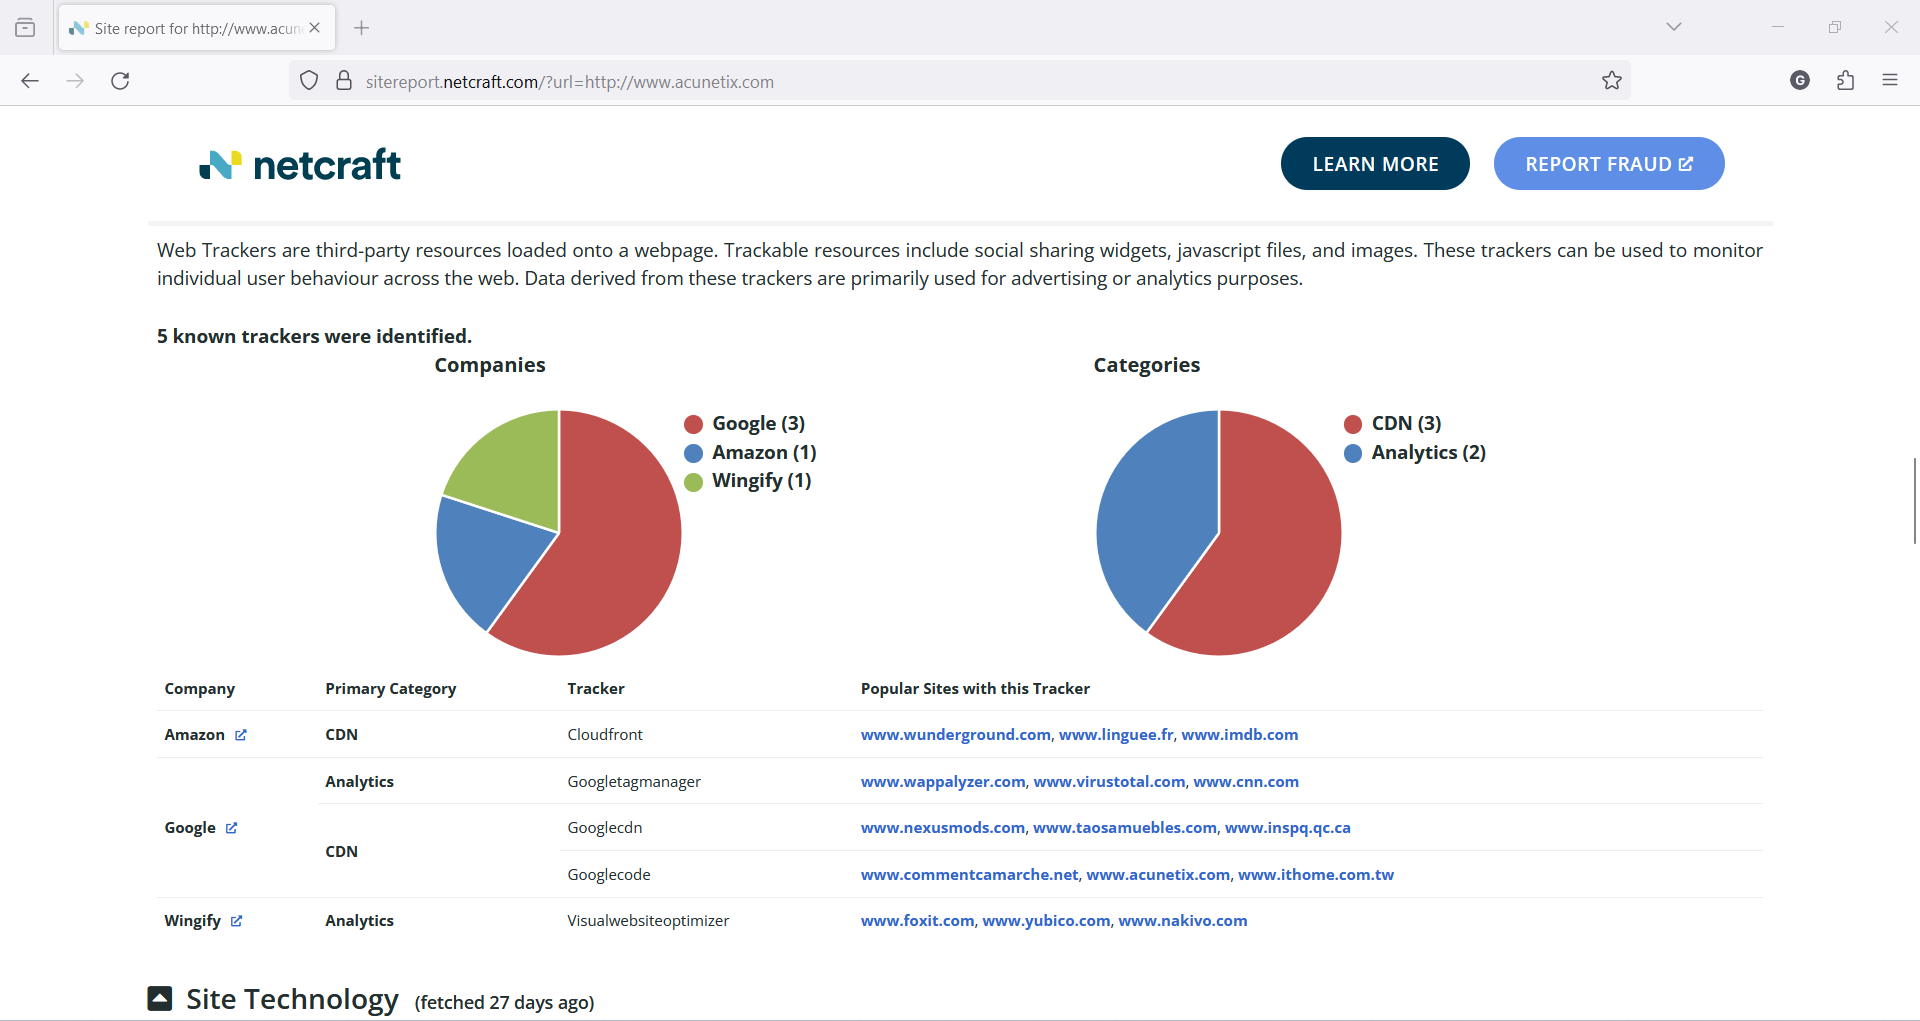 Site report for http://www.acun
sitereport.netcraft.com/?url=http://www.acunetix.com
G
netcraft
LEARN MORE
REPORT FRAUD
Web Trackers are third-party resources loaded onto a webpage. Trackable resources include social sharing widgets, javascript files, and images. These trackers can be used to monitor
individual user behaviour across the web. Data derived from these trackers are primarily used for advertising or analytics purposes.
5 known trackers were identified.
Companies
Google (3)
Amazon (1)
Wingify (1)
Categories
CDN (3)
Analytics (2)
Company Primary Category Tracker Popular Sites with this Tracker
Amazon CDN Cloudfront www.wunderground.com, www.linguee.fr, www.imdb.com
Analytics Googletagmanager www.wappalyzer.com, www.virustotal.com, www.cnn.com
Google Googlecdn www.nexusmods.com, www.taosamuebles.com, www.inspq.qc.ca
CDN
Googlecode www.commentcamarche.net, www.acunetix.com, www.ithome.com.tw
Wingify Analytics Visualwebsiteoptimizer www.foxit.com, www.yubico.com, www.nakivo.com
Site Technology (fetched 27 days ago)